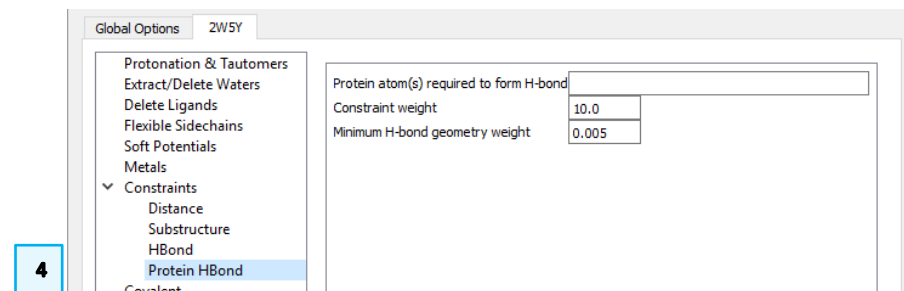 Global Options 2W5Y
Protonation & Tautomers
Extract/Delete Waters
Delete Ligands
Flexible Sidechains
Soft Potentials
Metals
Constraints
Distance
Substructure
HBond
Protein HBond
Covalent
Protein atom(s) required to form H-bond
Constraint weight 10.0
Minimum H-bond geometry weight 0.005
4